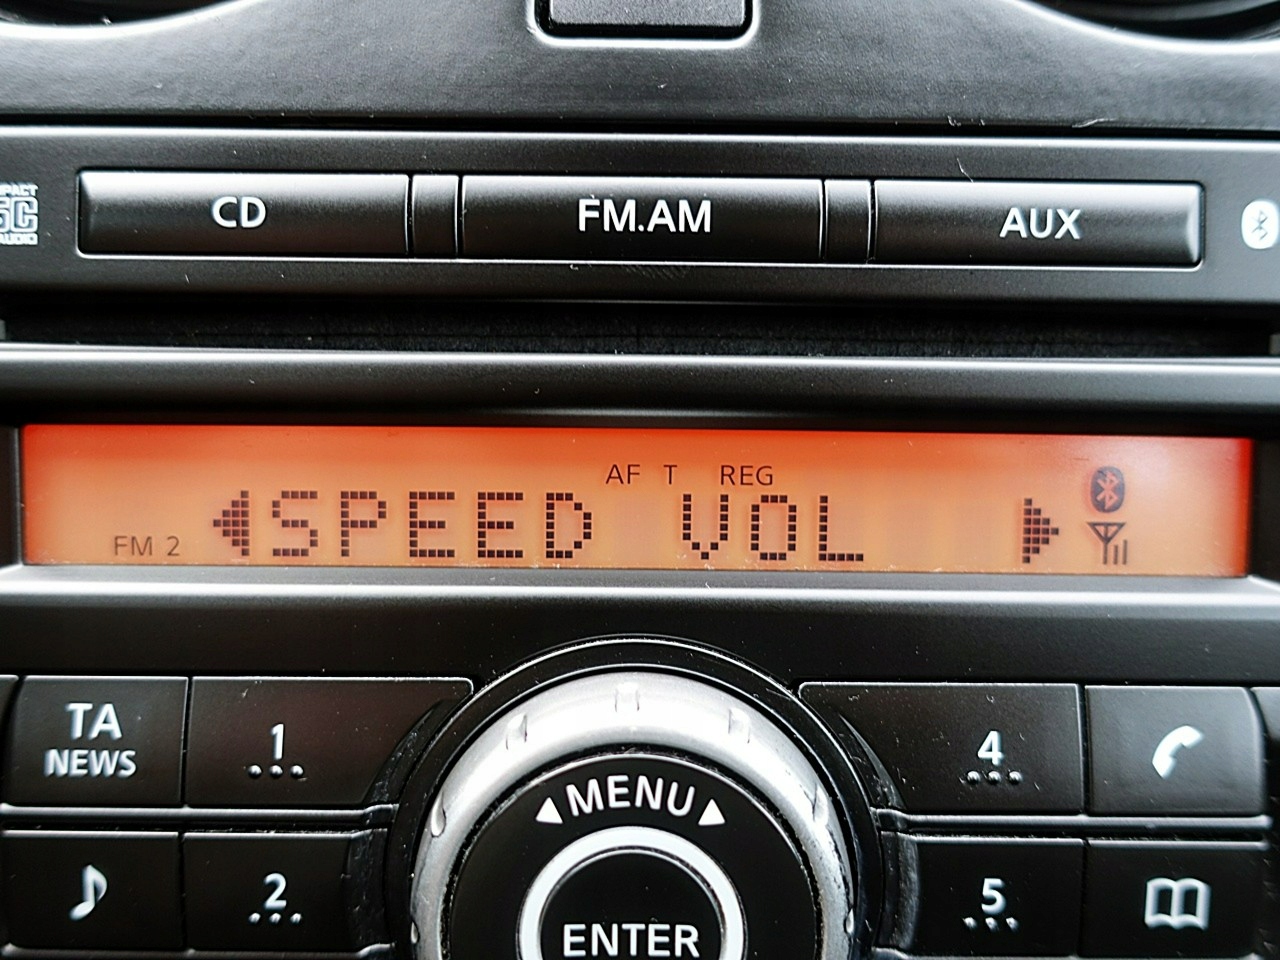 CD
FM.AM
AUX
AF T REG
SPEED VOL
FM 2
TA
NEWS
1
4
MENU
2
5
ENTER